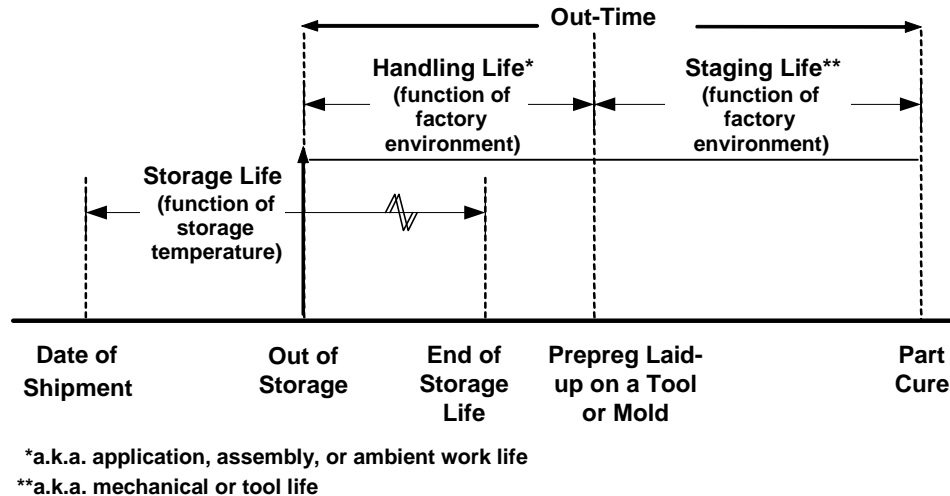 Out-Time
Handling Life*
(function of
factory
environment)
Staging Life**
(function of
factory
environment)
Storage Life
(function of
storage
temperature)
Date of
Shipment
Out of
Storage
End of
Storage
Life
Prepreg Laid-
up on a Tool
or Mold
Part
Cure
*a.k.a. application, assembly, or ambient work life
**a.k.a. mechanical or tool life